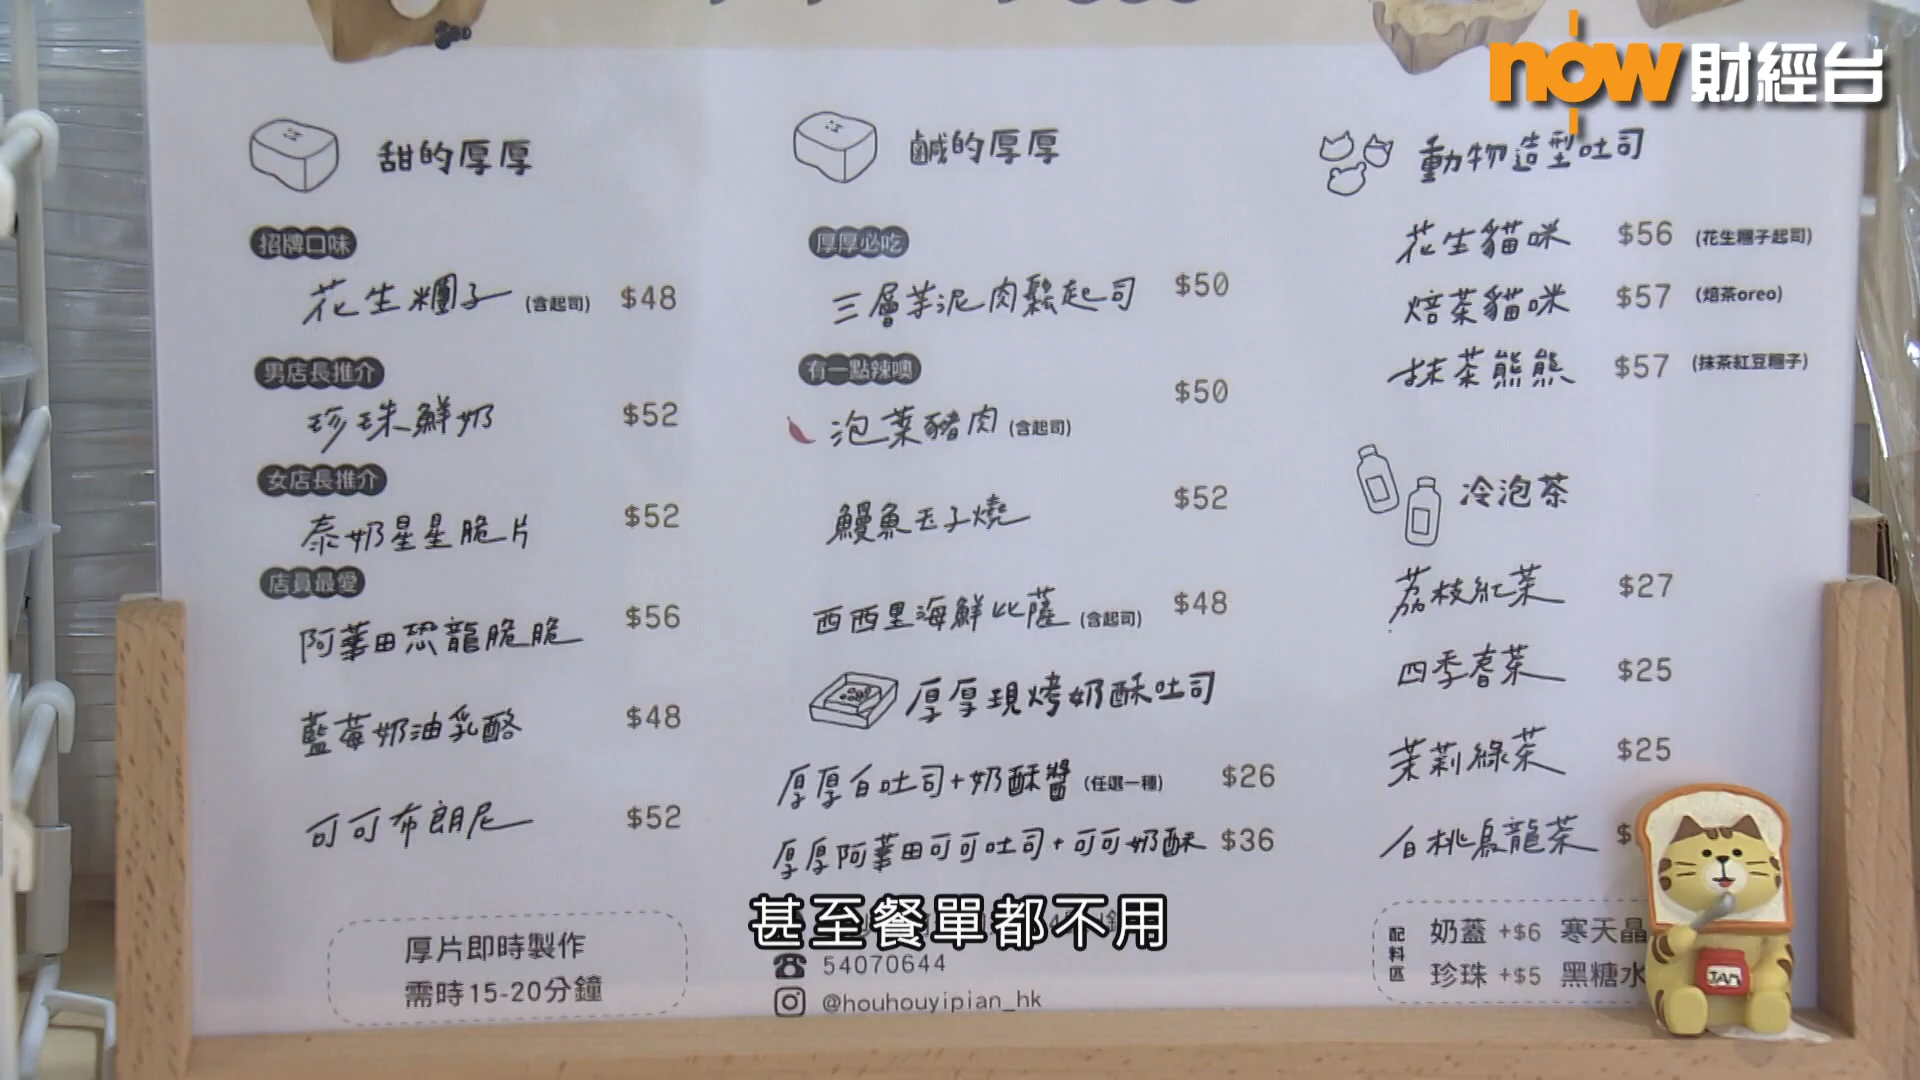 now 財經台
甜的厚厚
招牌口味
花生糰子 (含起司) $48
男店長推介
珍珠鮮奶 $52
女店長推介
泰奶星星脆片 $52
店員最愛
阿華田恐龍脆脆 $56
藍莓奶油乳酪 $48
可可布朗尼 $52
厚片即時製作
需時15-20分鐘
鹹的厚厚
厚厚必吃
三層芋泥肉鬆起司 $50
有一點辣噢
泡菜豬肉 (含起司) $50
鰻魚玉子燒 $52
西西里海鮮比薩 (含起司) $48
厚厚現烤奶酥吐司
厚厚白吐司+奶酥醬 (任選一種) $26
厚厚阿華田可可吐司+可可奶酥 $36
54070644
@houhouyipian_hk
動物造型吐司
花生貓咪 $56 (花生糰子起司)
焙茶貓咪 $57 (焙茶oreo)
抹茶熊熊 $57 (抹茶紅豆糰子)
冷泡茶
荔枝紅茶 $27
四季春茶 $25
茉莉綠茶 $25
白桃烏龍茶 $
配料區
奶蓋 +$6 寒天晶
珍珠 +$5 黑糖水
JAM
甚至餐單都不用